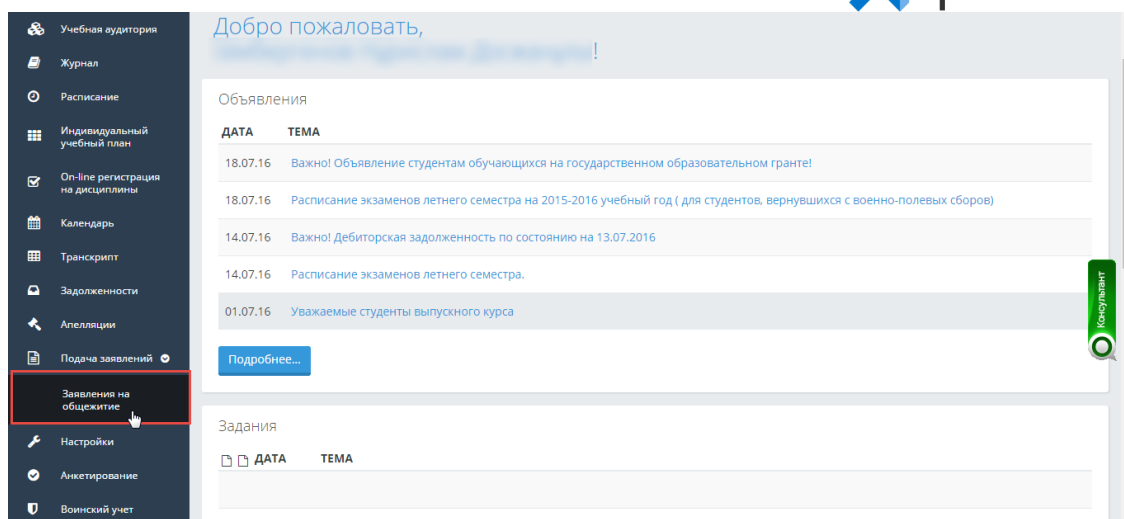 Учебная аудитория
Журнал
Расписание
Индивидуальный
учебный план
On-line регистрация
на дисциплины
Календарь
Транскрипт
Задолженности
Апелляции
Подача заявлений
Заявления на
общежитие
Настройки
Анкетирование
Воинский учет
Добро пожаловать,
!
Объявления
ДАТА ТЕМА
18.07.16 Важно! Объявление студентам обучающихся на государственном образовательном гранте!
18.07.16 Расписание экзаменов летнего семестра на 2015-2016 учебный год ( для студентов, вернувшихся с военно-полевых сборов)
14.07.16 Важно! Дебиторская задолженность по состоянию на 13.07.2016
14.07.16 Расписание экзаменов летнего семестра.
01.07.16 Уважаемые студенты выпускного курса
Подробнее...
Задания
ДАТА ТЕМА
Консультант